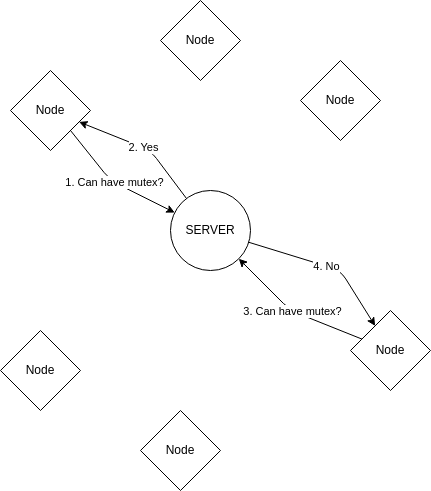 Node
Node
Node
2. Yes
1. Can have mutex?
SERVER
4. No
3. Can have mutex?
Node
Node
Node